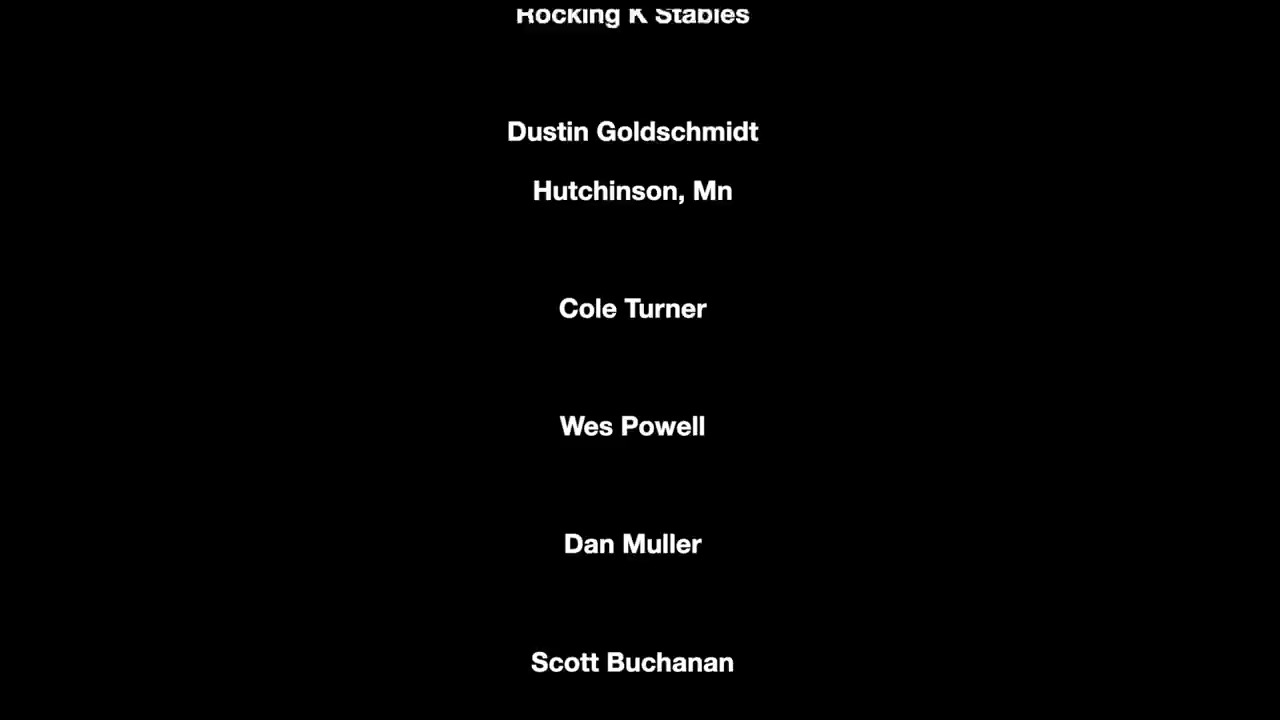 Rocking K Stables
Dustin Goldschmidt
Hutchinson, Mn
Cole Turner
Wes Powell
Dan Muller
Scott Buchanan